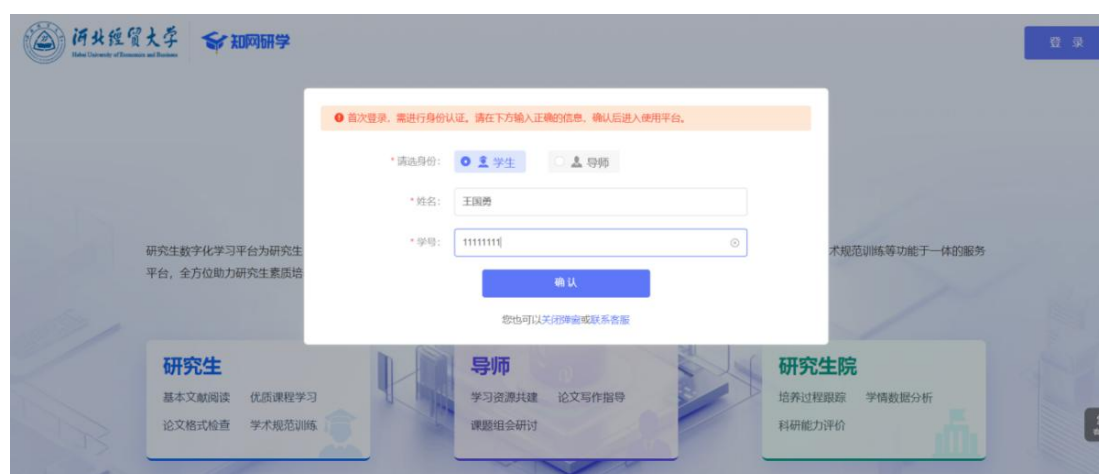 河北经贸大学
Hebei University of Economics and Business
知网研学
登 录
首次登录，需进行身份认证。请在下方输入正确的信息，确认后进入使用平台。
* 请选身份： 学生 导师
* 姓名： 王国勇
* 学号： 11111111
研究生数字化学习平台为研究生
术规范训练等功能于一体的服务
平台，全方位助力研究生素质培
确认
您也可以关闭弹窗或联系客服
研究生
基本文献阅读 优质课程学习
论文格式检查 学术规范训练
导师
学习资源共建 论文写作指导
课题组会研讨
研究生院
培养过程跟踪 学情数据分析
科研能力评价